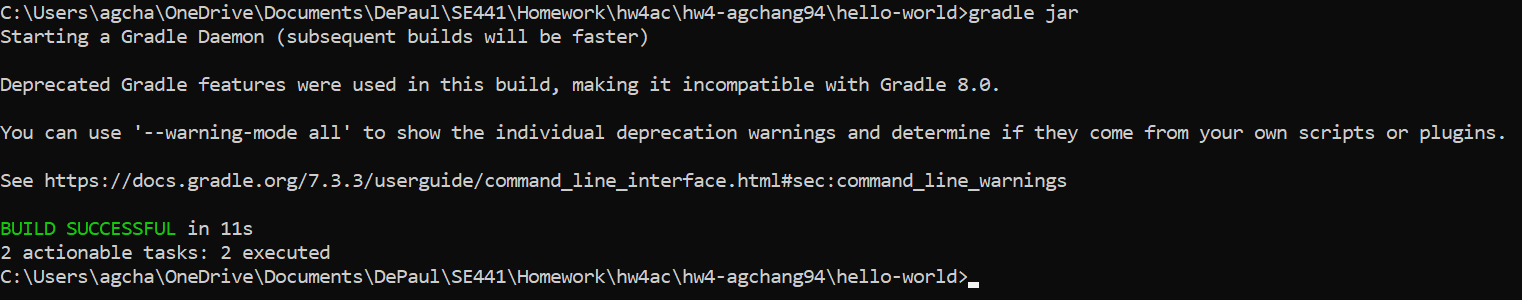 C:\Users\agcha\OneDrive\Documents\DePaul\SE441\Homework\hw4ac\hw4-agchang94\hello-world>gradle jar
Starting a Gradle Daemon (subsequent builds will be faster)
Deprecated Gradle features were used in this build, making it incompatible with Gradle 8.0.
You can use '--warning-mode all' to show the individual deprecation warnings and determine if they come from your own scripts or plugins.
See https://docs.gradle.org/7.3.3/userguide/command_line_interface.html#sec:command_line_warnings
BUILD SUCCESSFUL in 11s
2 actionable tasks: 2 executed
C:\Users\agcha\OneDrive\Documents\DePaul\SE441\Homework\hw4ac\hw4-agchang94\hello-world>